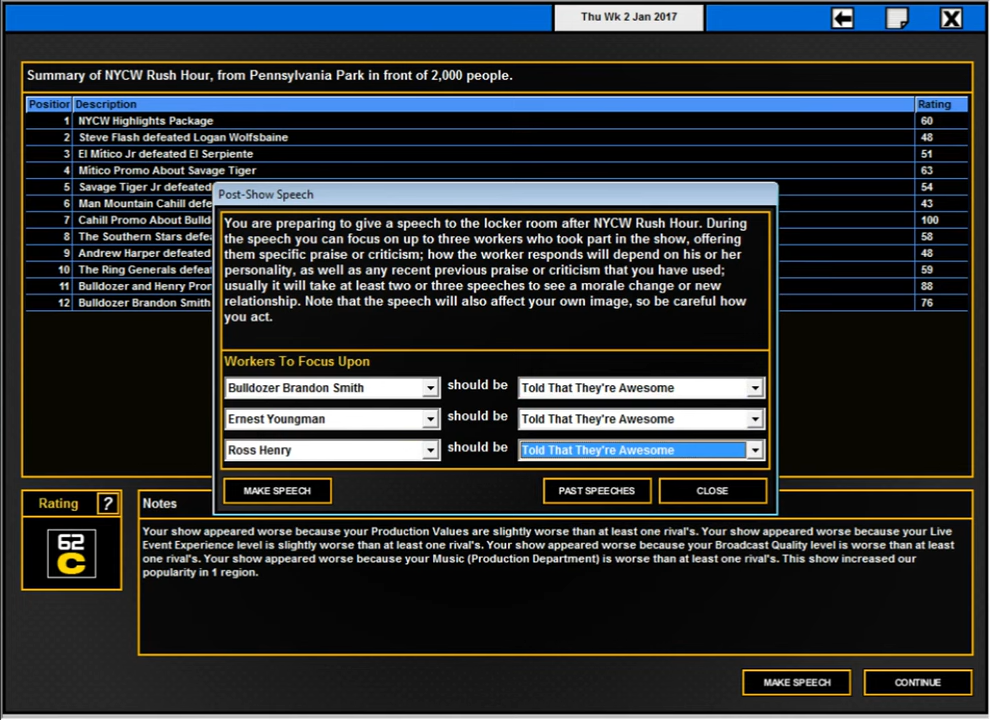 Thu Wk 2 Jan 2017
Summary of NYCW Rush Hour, from Pennsylvania Park in front of 2,000 people.
Position Description Rating
1 NYCW Highlights Package 60
2 Steve Flash defeated Logan Wolfsbaine 48
3 El Mítico Jr defeated El Serpiente 51
4 Mítico Promo About Savage Tiger 63
5 Savage Tiger Jr defeated 54
6 Man Mountain Cahill defe 43
7 Cahill Promo About Bulld 100
8 The Southern Stars defea 58
9 Andrew Harper defeated 48
10 The Ring Generals defeat 59
11 Bulldozer and Henry Pror 88
12 Bulldozer Brandon Smith 76
Post-Show Speech
You are preparing to give a speech to the locker room after NYCW Rush Hour. During
the speech you can focus on up to three workers who took part in the show, offering
them specific praise or criticism; how the worker responds will depend on his or her
personality, as well as any recent previous praise or criticism that you have used;
usually it will take at least two or three speeches to see a morale change or new
relationship. Note that the speech will also affect your own image, so be careful how
you act.
Workers To Focus Upon
Bulldozer Brandon Smith should be Told That They're Awesome
Ernest Youngman should be Told That They're Awesome
Ross Henry should be Told That They're Awesome
MAKE SPEECH PAST SPEECHES CLOSE
Rating ?
62
C
Notes
Your show appeared worse because your Production Values are slightly worse than at least one rival's. Your show appeared worse because your Live
Event Experience level is slightly worse than at least one rival's. Your show appeared worse because your Broadcast Quality level is worse than at least
one rival's. Your show appeared worse because your Music (Production Department) is worse than at least one rival's. This show increased our
popularity in 1 region.
MAKE SPEECH CONTINUE